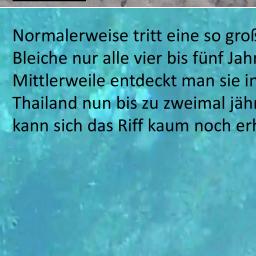 Normalerweise tritt eine so groß
Bleiche nur alle vier bis fünf Jahr
Mittlerweile entdeckt man sie in
Thailand nun bis zu zweimal jähr
kann sich das Riff kaum noch erh